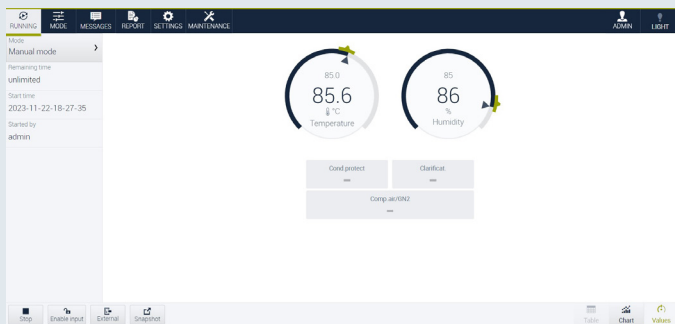 RUNNING MODE MESSAGES REPORT SETTINGS MAINTENANCE ADMIN LIGHT
Mode
Manual mode
Remaining time
unlimited
Start time
2023-11-22-18-27-35
Started by
admin
85.0
85.6
°C
Temperature
85
86
%
Humidity
Cond.protect
Clarificat
Comp.air/GN2
Stop Enable input External Snapshot Table Chart Values